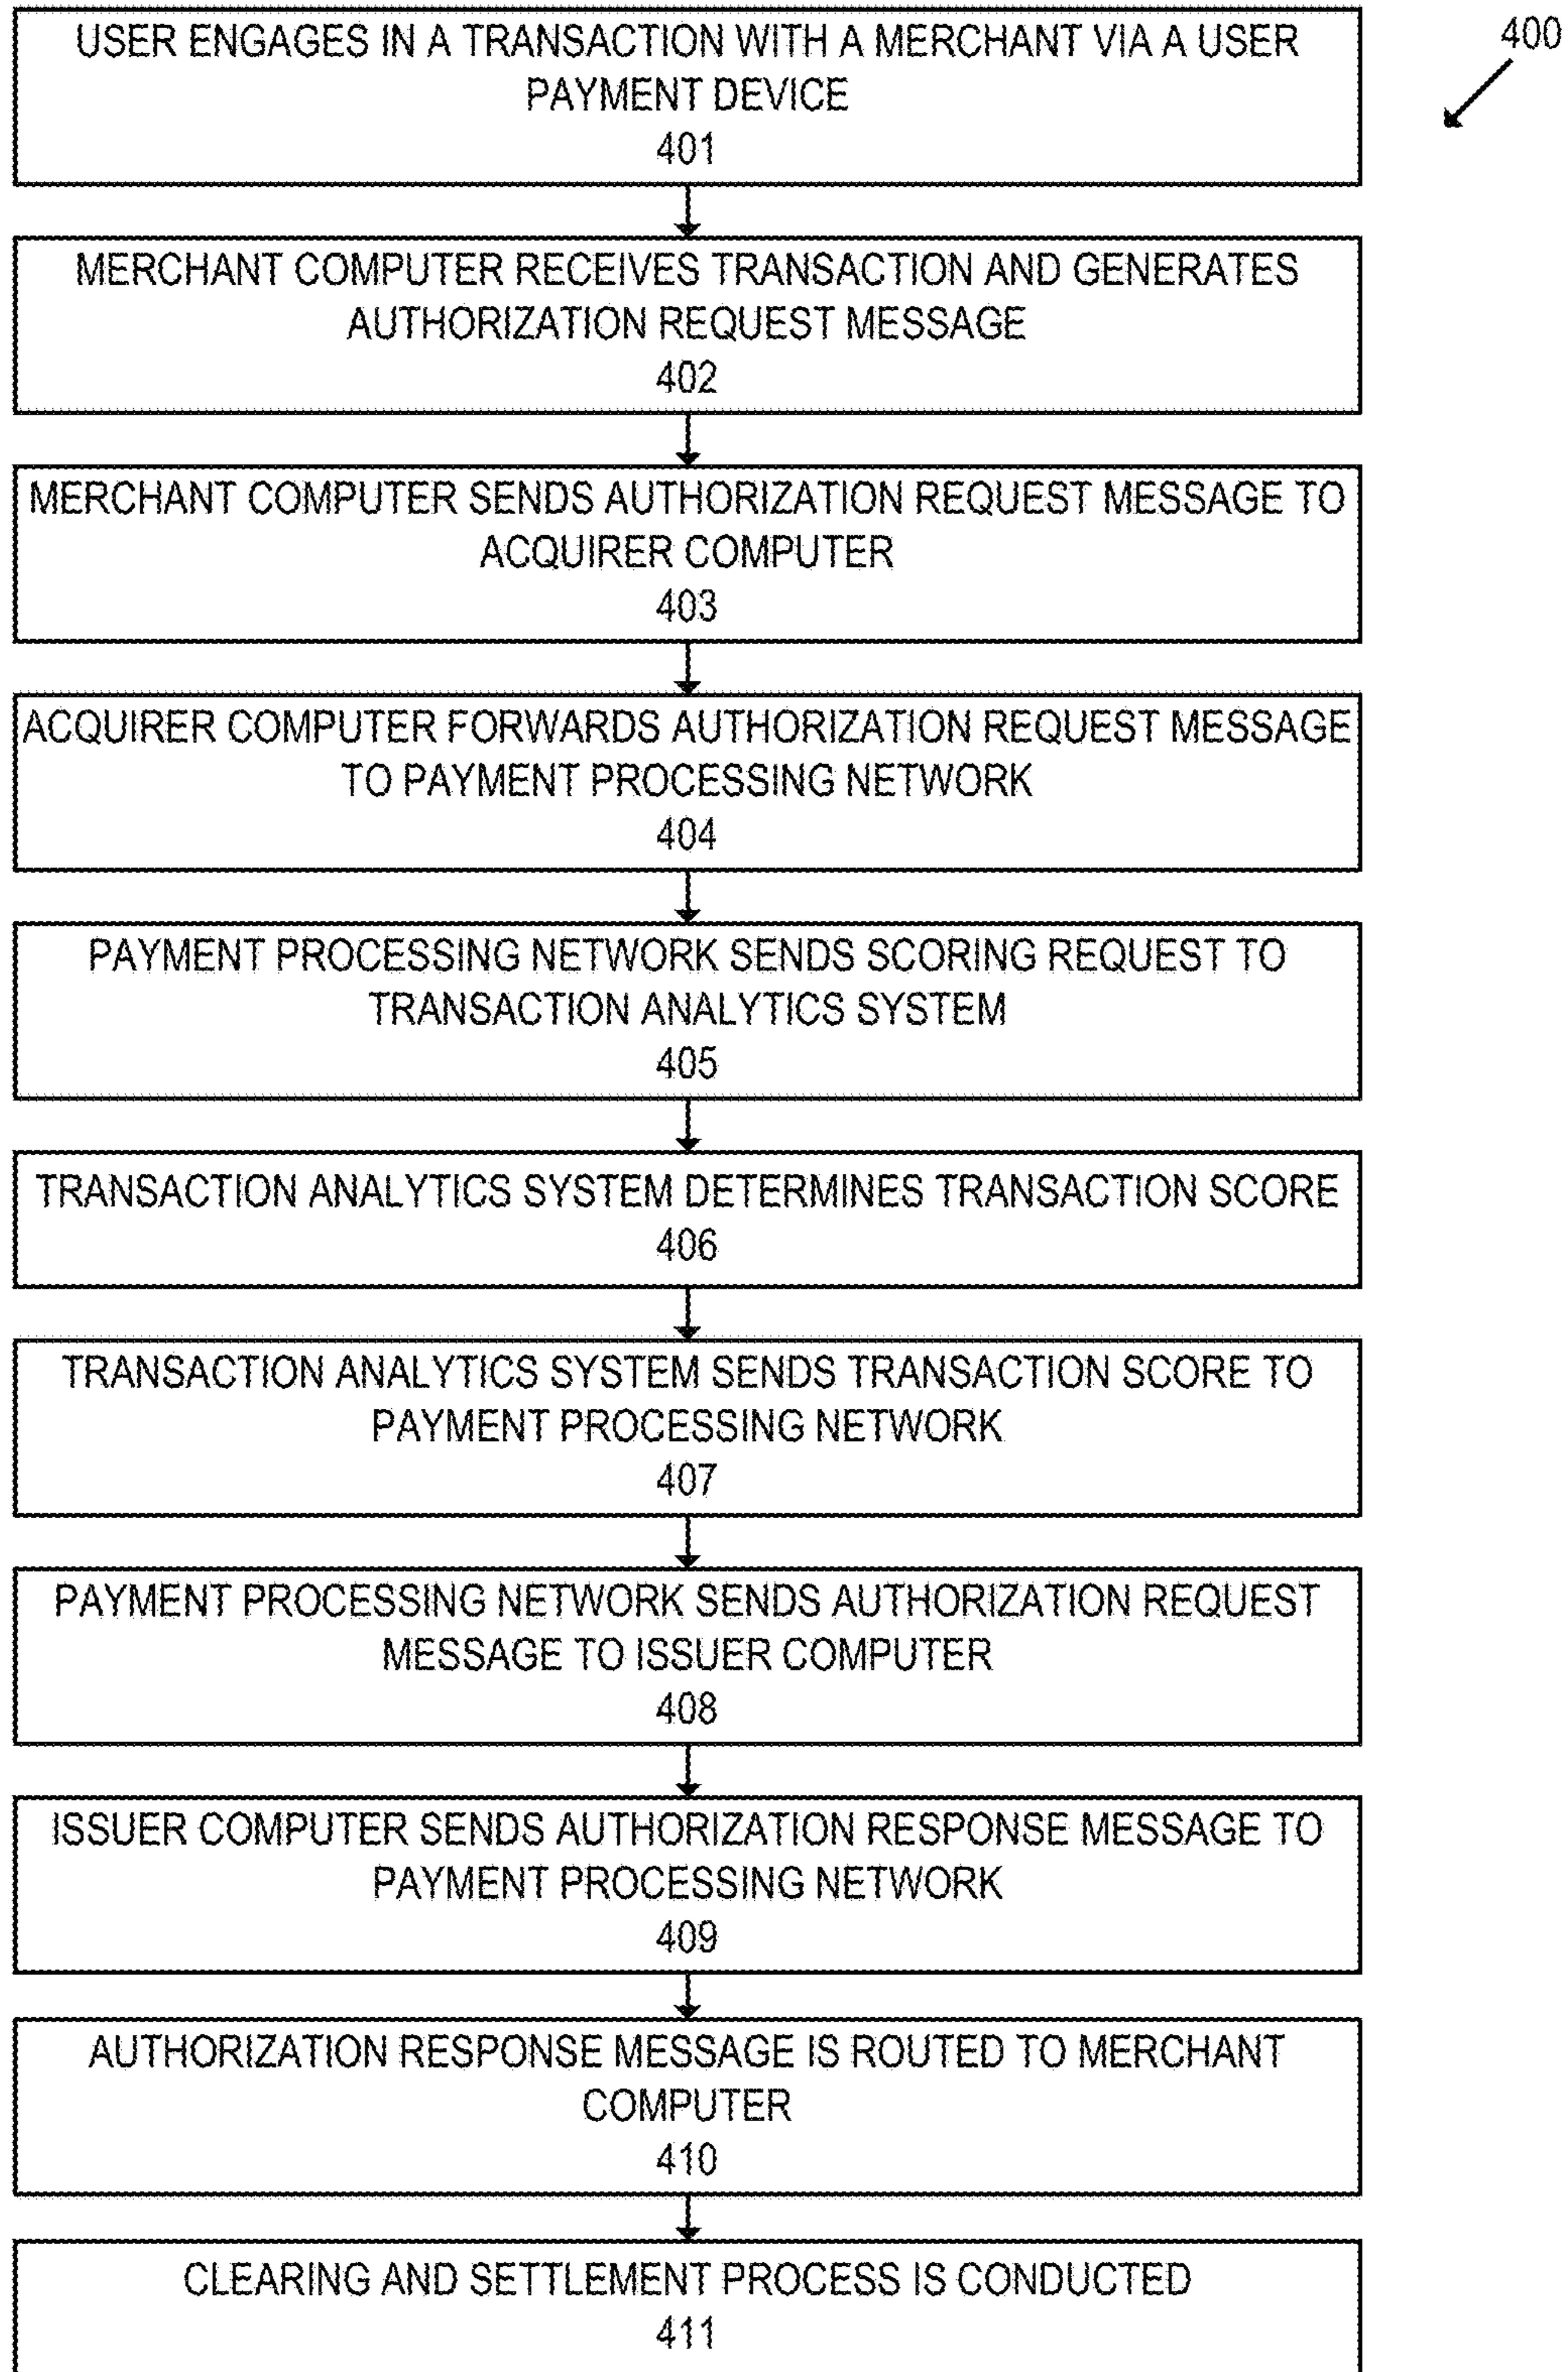 400
USER ENGAGES IN A TRANSACTION WITH A MERCHANT VIA A USER
PAYMENT DEVICE
401
MERCHANT COMPUTER RECEIVES TRANSACTION AND GENERATES
AUTHORIZATION REQUEST MESSAGE
402
MERCHANT COMPUTER SENDS AUTHORIZATION REQUEST MESSAGE TO
ACQUIRER COMPUTER
403
ACQUIRER COMPUTER FORWARDS AUTHORIZATION REQUEST MESSAGE
TO PAYMENT PROCESSING NETWORK
404
PAYMENT PROCESSING NETWORK SENDS SCORING REQUEST TO
TRANSACTION ANALYTICS SYSTEM
405
TRANSACTION ANALYTICS SYSTEM DETERMINES TRANSACTION SCORE
406
TRANSACTION ANALYTICS SYSTEM SENDS TRANSACTION SCORE TO
PAYMENT PROCESSING NETWORK
407
PAYMENT PROCESSING NETWORK SENDS AUTHORIZATION REQUEST
MESSAGE TO ISSUER COMPUTER
408
ISSUER COMPUTER SENDS AUTHORIZATION RESPONSE MESSAGE TO
PAYMENT PROCESSING NETWORK
409
AUTHORIZATION RESPONSE MESSAGE IS ROUTED TO MERCHANT
COMPUTER
410
CLEARING AND SETTLEMENT PROCESS IS CONDUCTED
411